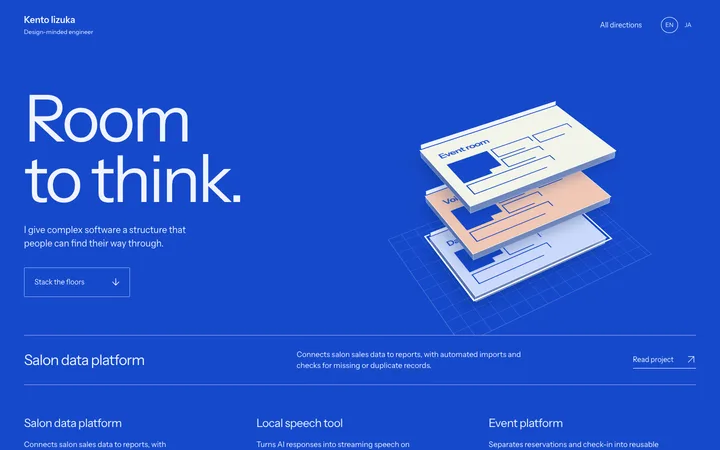 Kento Iizuka
Design-minded engineer
All directions
EN
JA
Room
to think.
I give complex software a structure that
people can find their way through.
Stack the floors
Event room
Salon data platform
Connects salon sales data to reports, with automated imports and
checks for missing or duplicate records.
Read project
Salon data platform
Local speech tool
Event platform
Connects salon sales data to reports, with
Turns AI responses into streaming speech on
Separates reservations and check-in into reusable